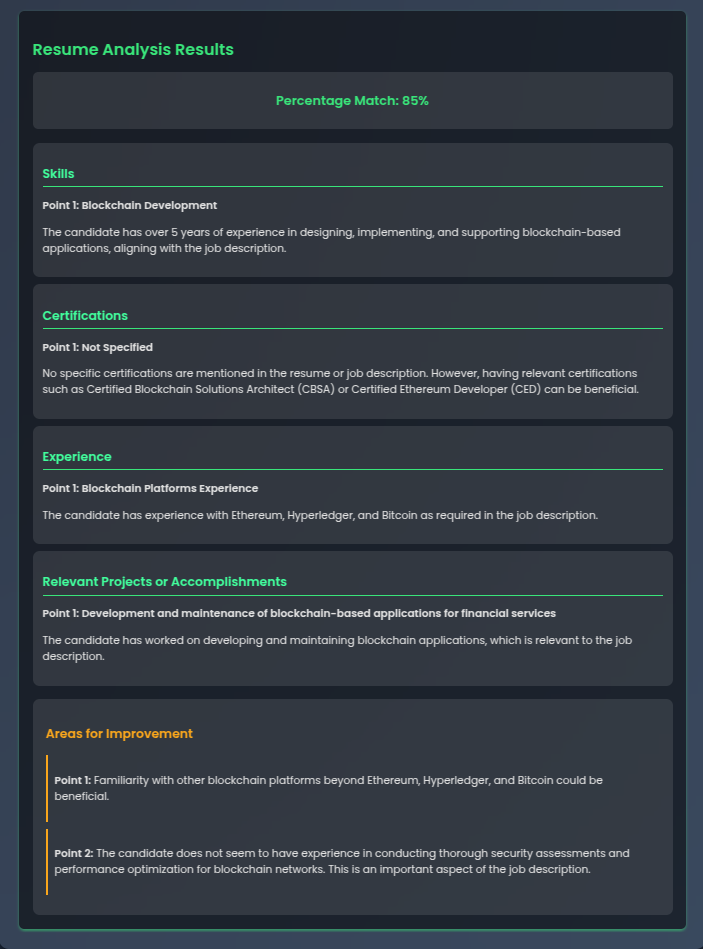 Resume Analysis Results
Percentage Match: 85%
Skills
Point 1: Blockchain Development
The candidate has over 5 years of experience in designing, implementing, and supporting blockchain-based
applications, aligning with the job description.
Certifications
Point 1: Not Specified
No specific certifications are mentioned in the resume or job description. However, having relevant certifications
such as Certified Blockchain Solutions Architect (CBSA) or Certified Ethereum Developer (CED) can be beneficial.
Experience
Point 1: Blockchain Platforms Experience
The candidate has experience with Ethereum, Hyperledger, and Bitcoin as required in the job description.
Relevant Projects or Accomplishments
Point 1: Development and maintenance of blockchain-based applications for financial services
The candidate has worked on developing and maintaining blockchain applications, which is relevant to the job
description.
Areas for Improvement
Point 1: Familiarity with other blockchain platforms beyond Ethereum, Hyperledger, and Bitcoin could be
beneficial.
Point 2: The candidate does not seem to have experience in conducting thorough security assessments and
performance optimization for blockchain networks. This is an important aspect of the job description.